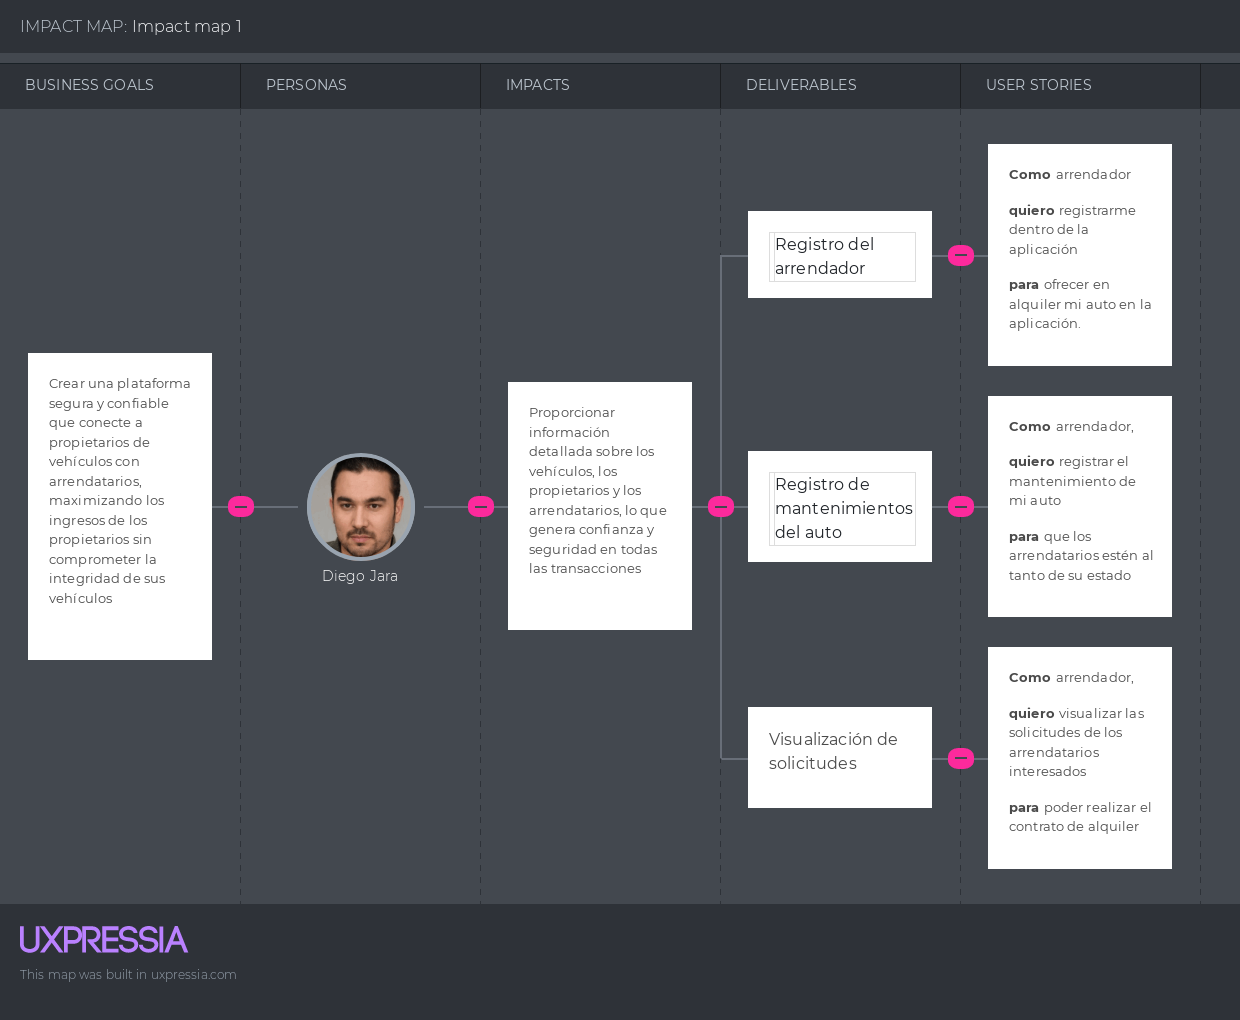 IMPACT MAP: Impact map 1
BUSINESS GOALS
PERSONAS
IMPACTS
DELIVERABLES
USER STORIES
Crear una plataforma
segura y confiable
que conecte a
propietarios de
vehículos con
arrendatarios,
maximizando los
ingresos de los
propietarios sin
comprometer la
integridad de sus
vehículos
Diego Jara
Proporcionar
información
detallada sobre los
vehículos, los
propietarios y los
arrendatarios, lo que
genera confianza y
seguridad en todas
las transacciones
Registro del
arrendador
Como arrendador
quiero registrarme
dentro de la
aplicación
para ofrecer en
alquiler mi auto en la
aplicación.
Registro de
mantenimientos
del auto
Como arrendador,
quiero registrar el
mantenimiento de
mi auto
para que los
arrendatarios estén al
tanto de su estado
Visualización de
solicitudes
Como arrendador,
quiero visualizar las
solicitudes de los
arrendatarios
interesados
para poder realizar el
contrato de alquiler
UXPRESSIA
This map was built in uxpressia.com